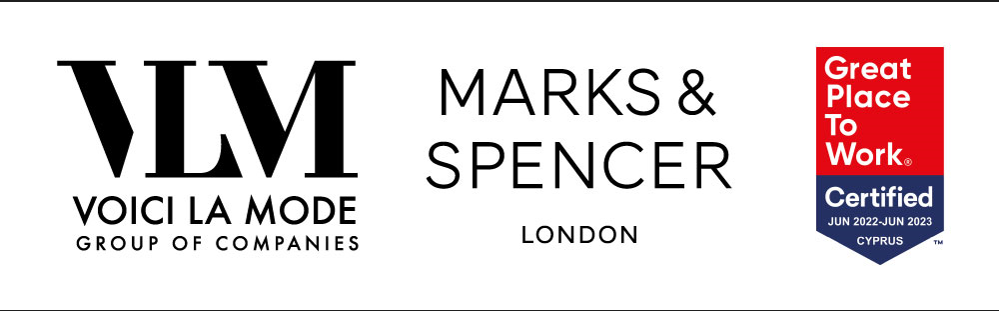 VLM
VOICI LA MODE
GROUP OF COMPANIES
MARKS &
SPENCER
LONDON
Great
Place
To
Work®
Certified
JUN 2022-JUN 2023
CYPRUS
™